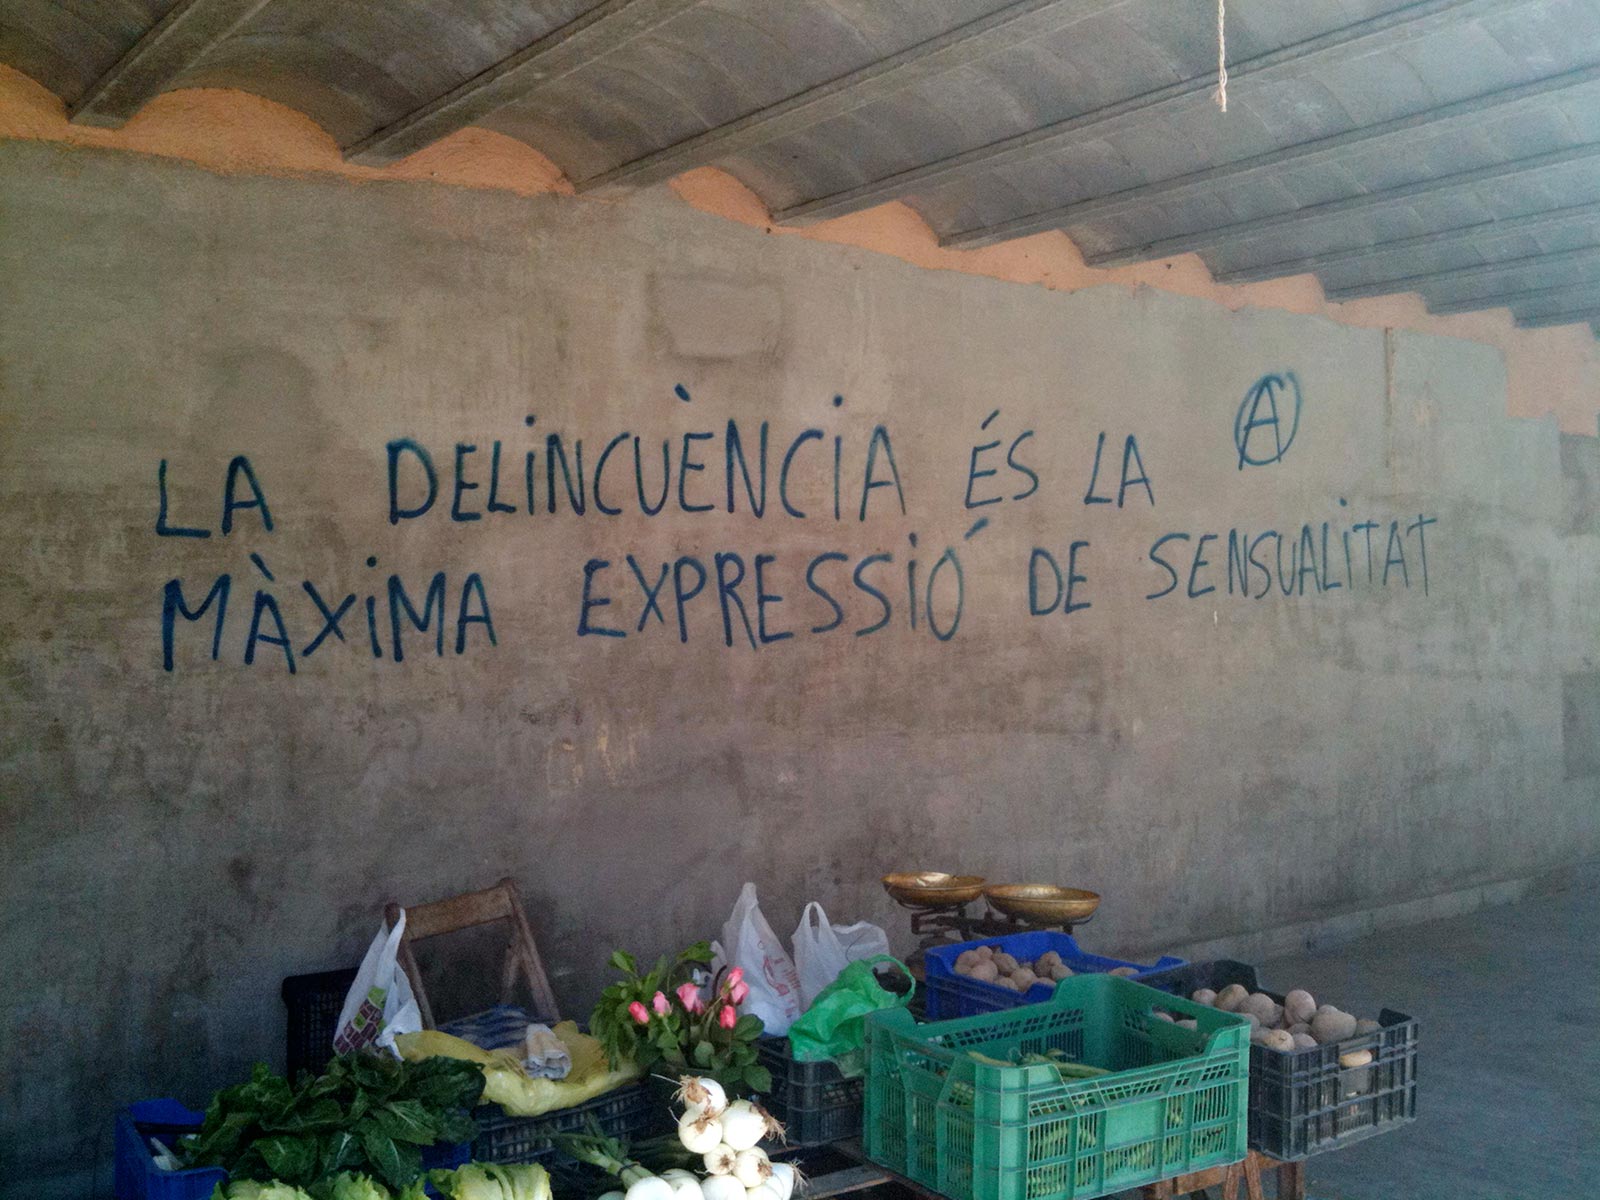 LA DELINCUÈNCIA ÉS LA Ⓐ
MÀXIMA EXPRESSIÓ DE SENSUALITAT